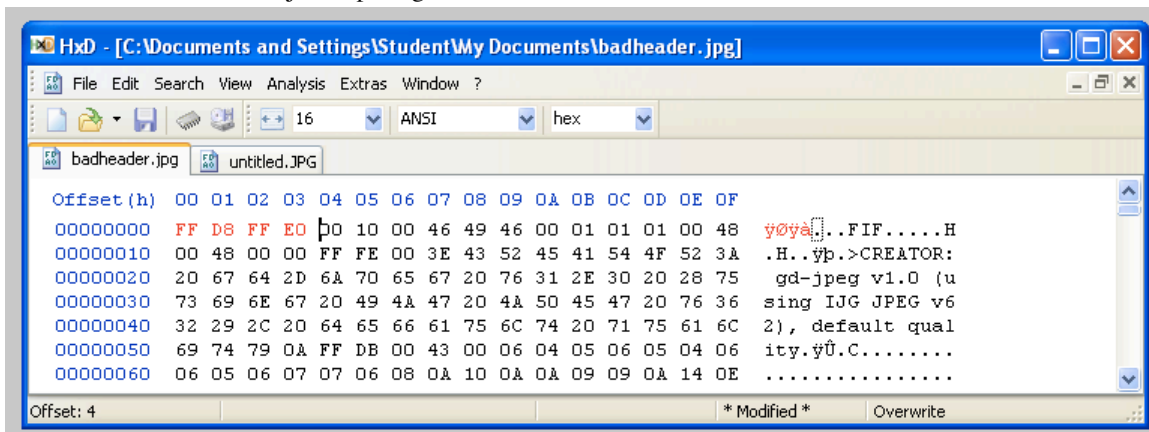 HxD - [C:\Documents and Settings\Student\My Documents\badheader.jpg]
File Edit Search View Analysis Extras Window ?
16 ANSI hex
badheader.jpg untitled.JPG
Offset(h) 00 01 02 03 04 05 06 07 08 09 0A 0B 0C 0D 0E 0F
00000000 FF D8 FF E0 00 10 00 46 49 46 00 01 01 01 00 48 ÿØÿà...FIF.....H
00000010 00 48 00 00 FF FE 00 3E 43 52 45 41 54 4F 52 3A .H..ÿþ.>CREATOR:
00000020 20 67 64 2D 6A 70 65 67 20 76 31 2E 30 20 28 75 gd-jpeg v1.0 (u
00000030 73 69 6E 67 20 49 4A 47 20 4A 50 45 47 20 76 36 sing IJG JPEG v6
00000040 32 29 2C 20 64 65 66 61 75 6C 74 20 71 75 61 6C 2), default qual
00000050 69 74 79 0A FF DB 00 43 00 06 04 05 06 05 04 06 ity.ÿÛ.C........
00000060 06 05 06 07 07 06 08 0A 10 0A 0A 09 09 0A 14 0E ................
Offset: 4 * Modified * Overwrite